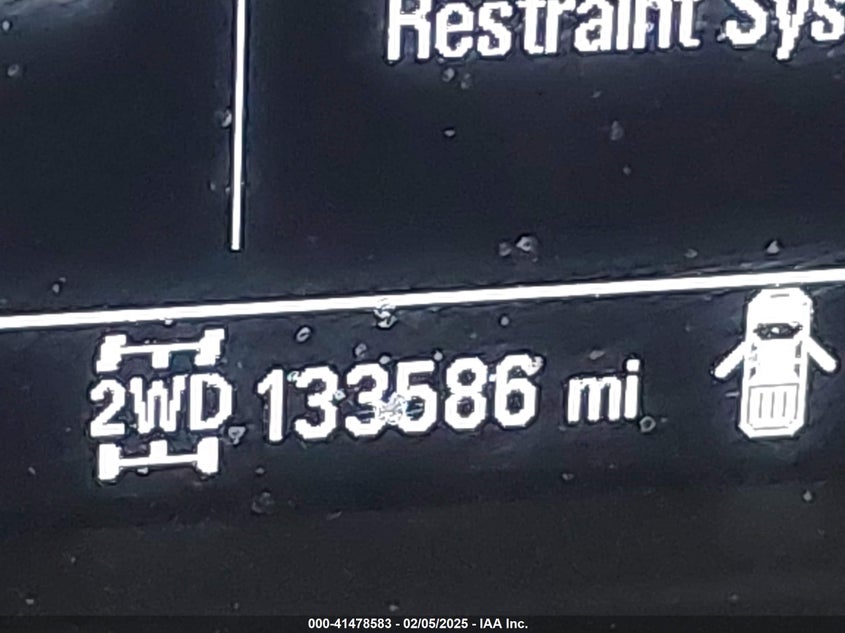 Restraint Sys
2WD 133586 mi
000-41478583 - 02/05/2025 - IAA Inc.